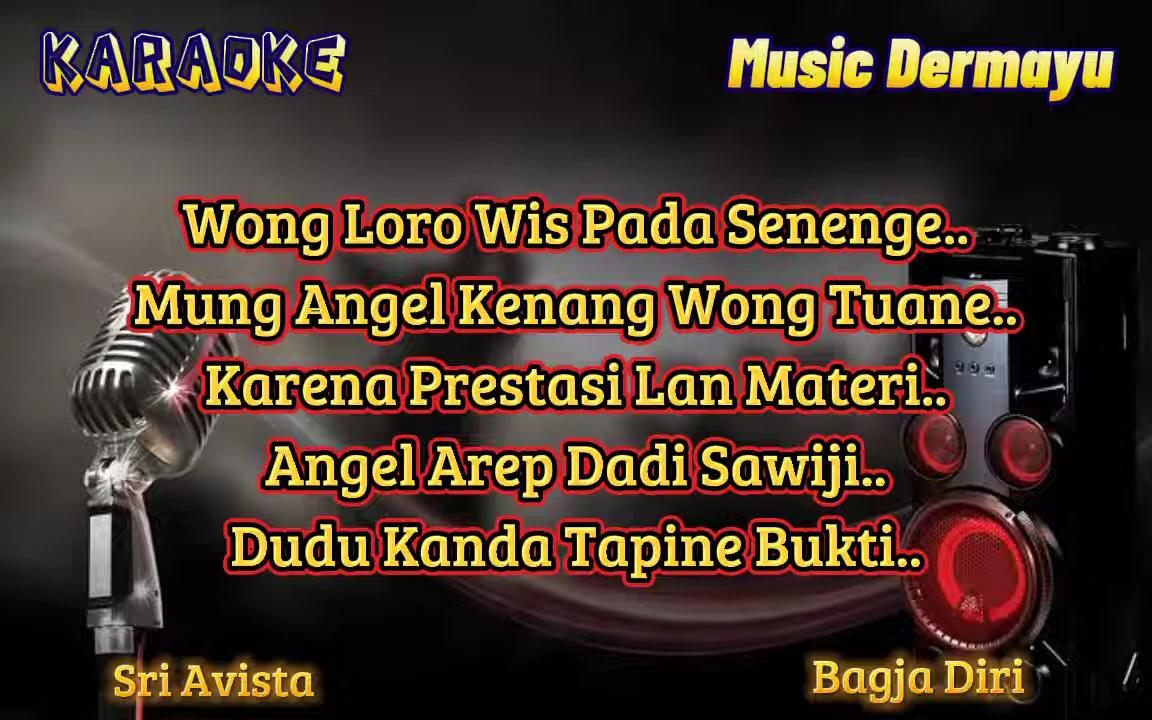 KARAOKE
Music Dermayu
Wong Loro Wis Pada Senenge..
Mung Angel Kenang Wong Tuane..
Karena Prestasi Lan Materi..
Angel Arep Dadi Sawiji..
Dudu Kanda Tapine Bukti..
Sri Avista
Bagja Diri